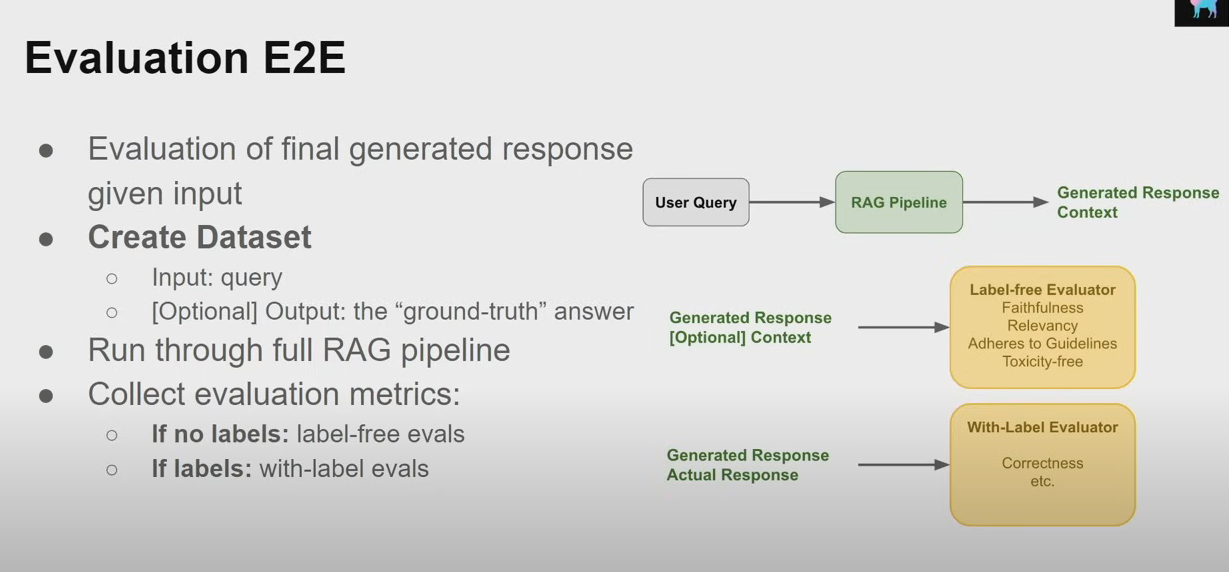 Evaluation E2E
● Evaluation of final generated response
given input
● Create Dataset
○ Input: query
○ [Optional] Output: the “ground-truth” answer
● Run through full RAG pipeline
● Collect evaluation metrics:
○ If no labels: label-free evals
○ If labels: with-label evals
User Query
RAG Pipeline
Generated Response
Context
Generated Response
[Optional] Context
Label-free Evaluator
Faithfulness
Relevancy
Adheres to Guidelines
Toxicity-free
Generated Response
Actual Response
With-Label Evaluator
Correctness
etc.